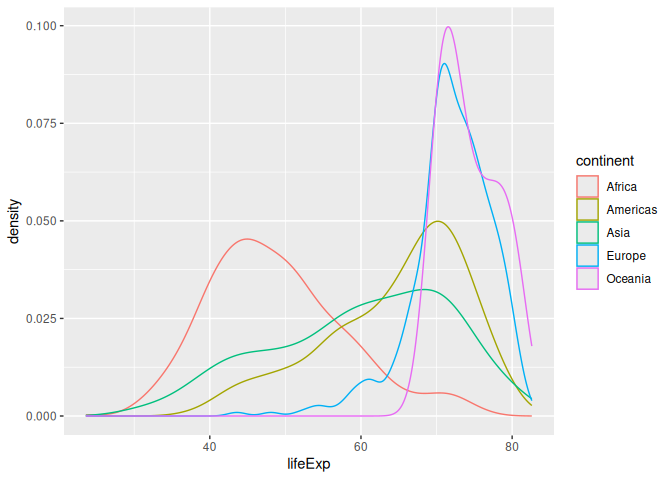 0.100
0.075
0.050
0.025
0.000
density
40
60
80
lifeExp
continent
Africa
Americas
Asia
Europe
Oceania